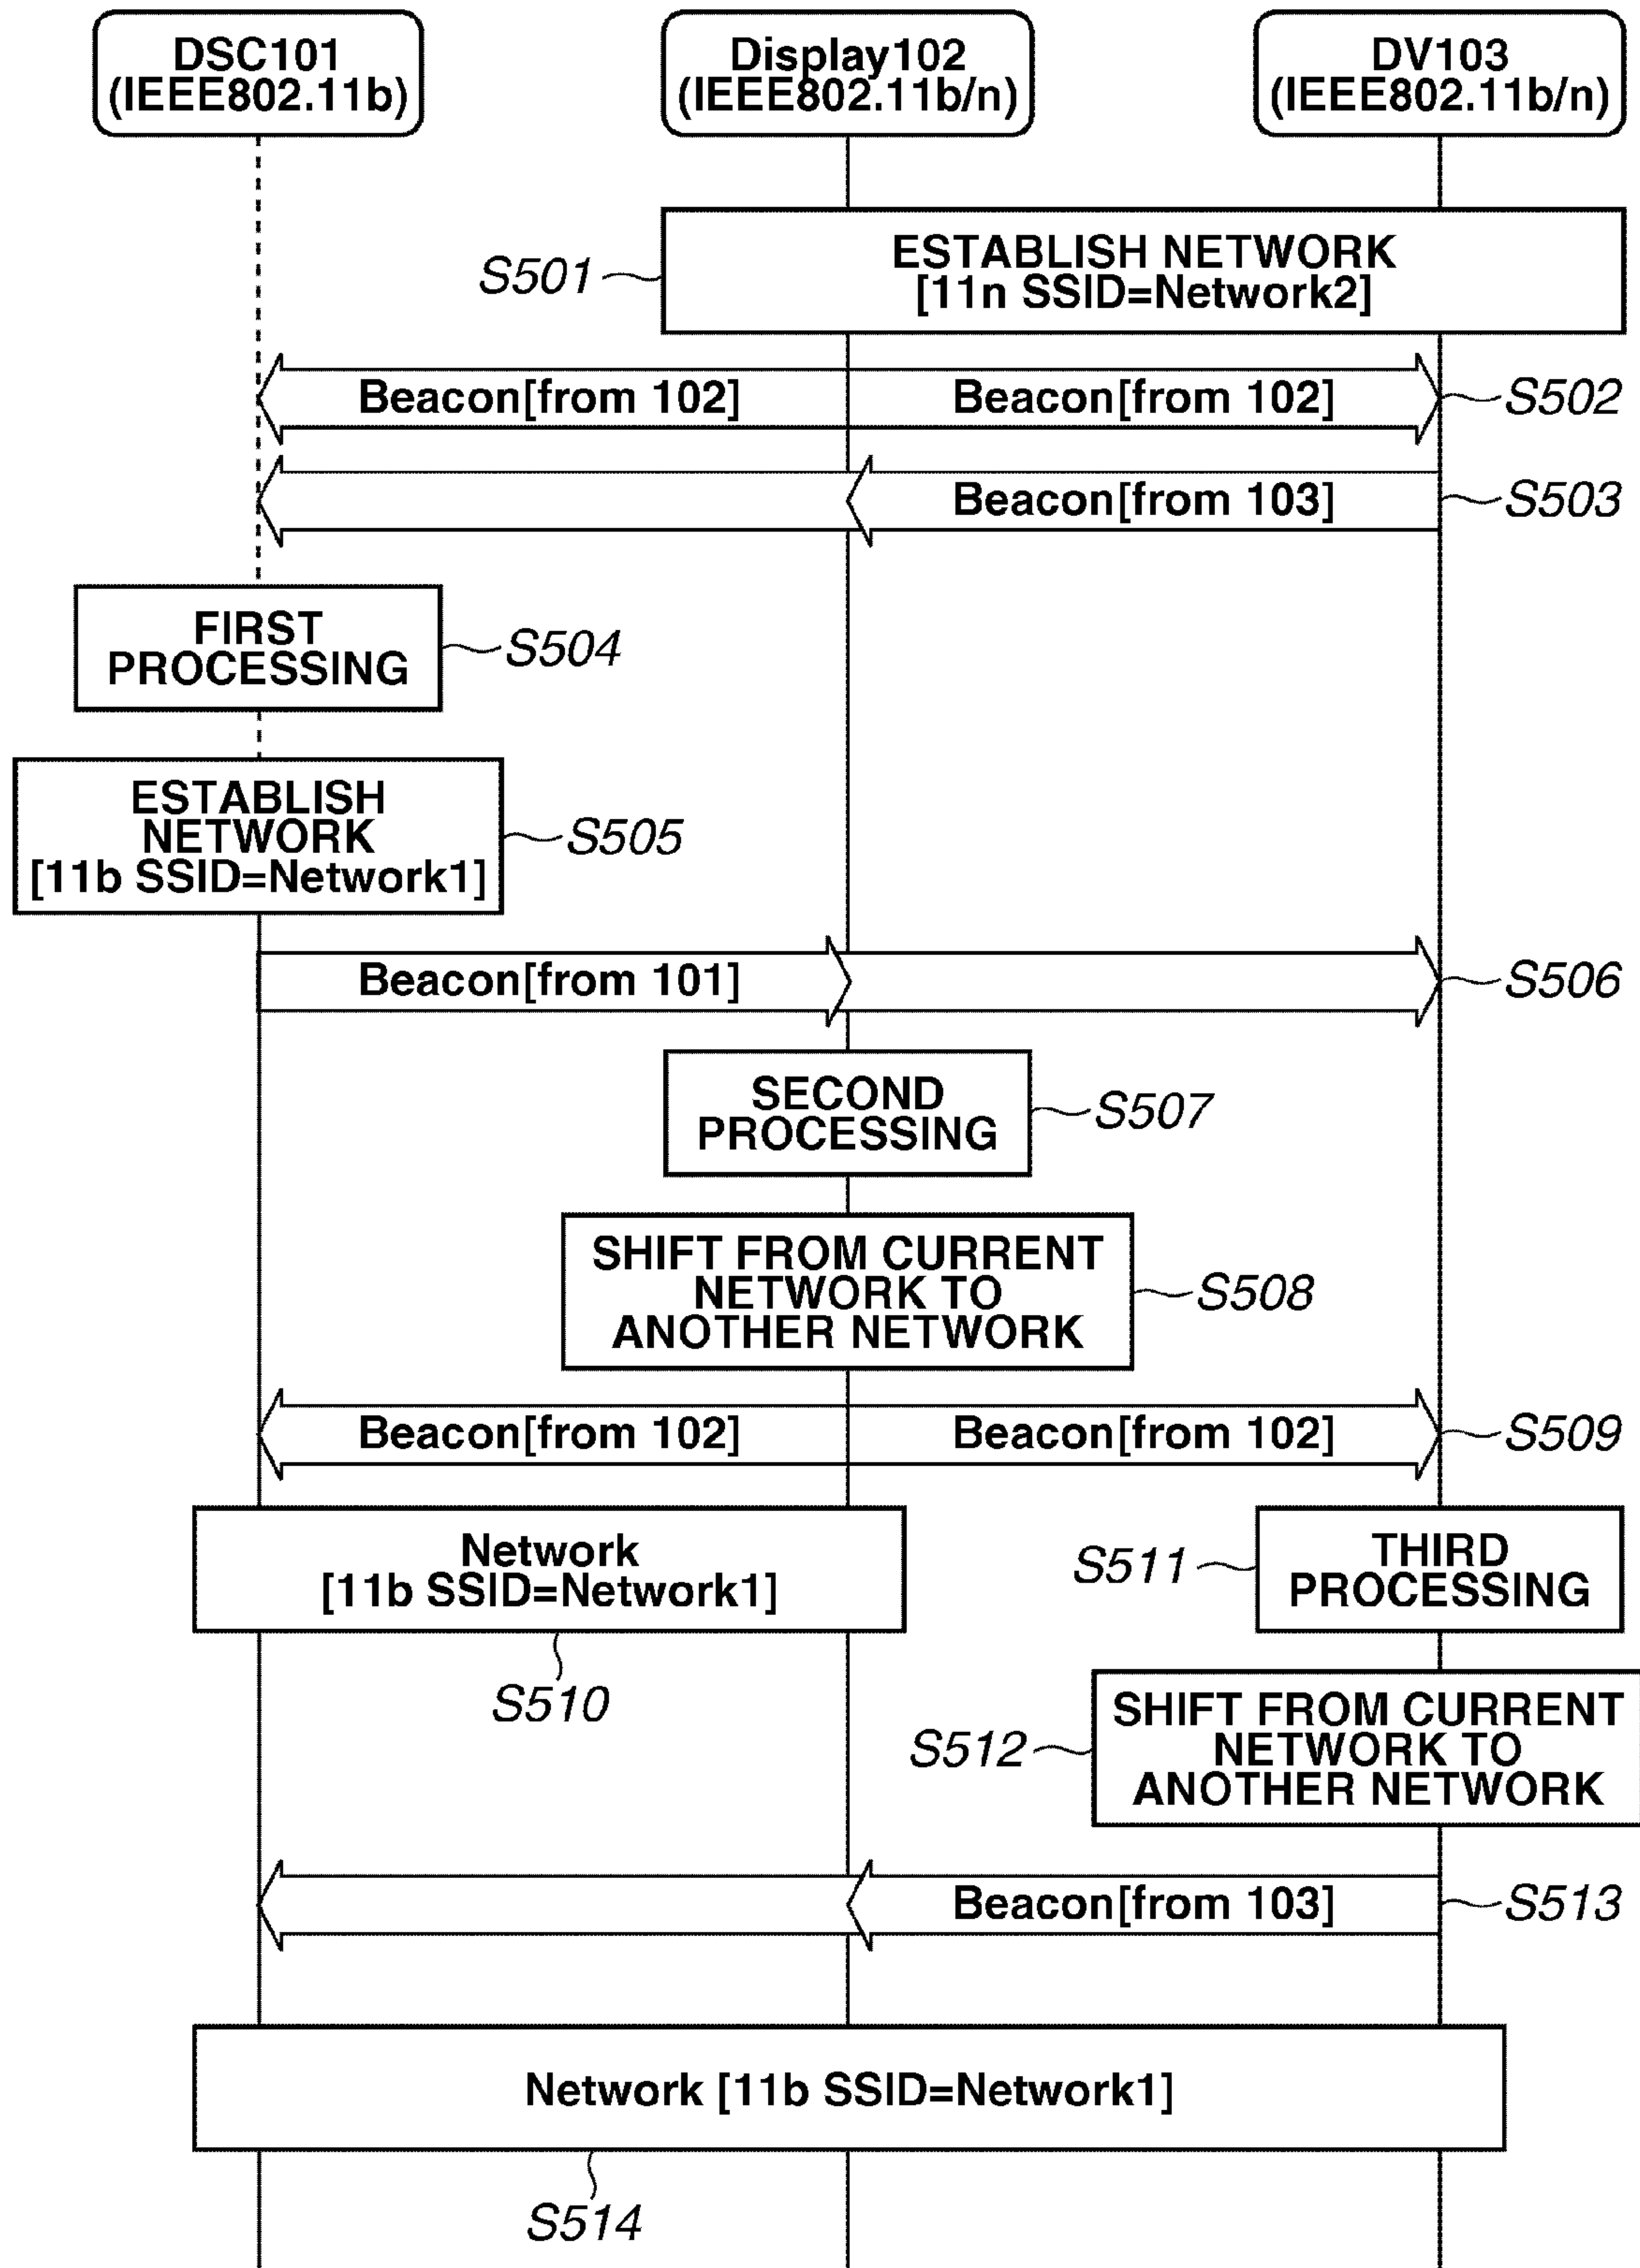 DSC101
(IEEE802.11b)
Display102
(IEEE802.11b/n)
DV103
(IEEE802.11b/n)
S501
ESTABLISH NETWORK
[11n SSID=Network2]
Beacon[from 102]
Beacon[from 102]
S502
Beacon[from 103]
S503
FIRST
PROCESSING
S504
ESTABLISH
NETWORK
[11b SSID=Network1]
S505
Beacon[from 101]
S506
SECOND
PROCESSING
S507
SHIFT FROM CURRENT
NETWORK TO
ANOTHER NETWORK
S508
Beacon[from 102]
Beacon[from 102]
S509
Network
[11b SSID=Network1]
S510
S511
THIRD
PROCESSING
S512
SHIFT FROM CURRENT
NETWORK TO
ANOTHER NETWORK
Beacon[from 103]
S513
Network [11b SSID=Network1]
S514